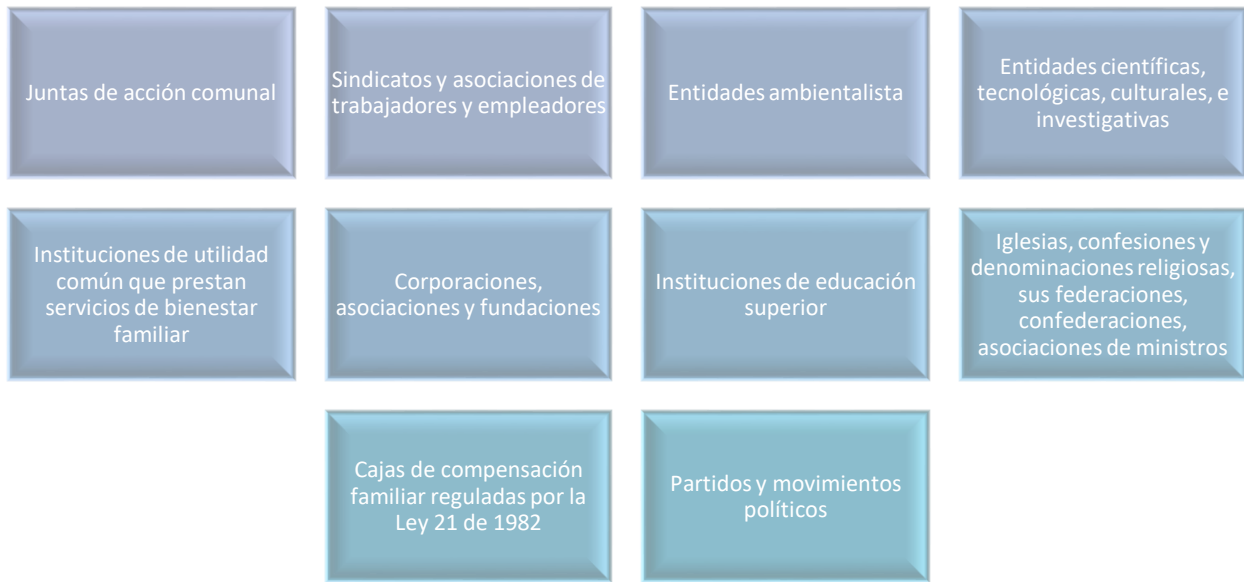 Juntas de acción comunal
Sindicatos y asociaciones de
trabajadores y empleadores
Entidades ambientalista
Entidades científicas,
tecnológicas, culturales, e
investigativas
Instituciones de utilidad
común que prestan
servicios de bienestar
familiar
Corporaciones,
asociaciones y fundaciones
Instituciones de educación
superior
Iglesias, confesiones y
denominaciones religiosas,
sus federaciones,
confederaciones,
asociaciones de ministros
Cajas de compensación
familiar reguladas por la
Ley 21 de 1982
Partidos y movimientos
políticos